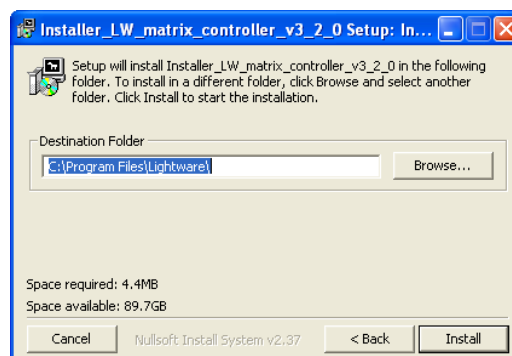 Installer_LW_matrix_controller_v3_2_0 Setup: In...
Setup will install Installer_LW_matrix_controller_v3_2_0 in the following
folder. To install in a different folder, click Browse and select another
folder. Click Install to start the installation.
Destination Folder
C:\Program Files\Lightware\
Browse...
Space required: 4.4MB
Space available: 89.7GB
Cancel
Nullsoft Install System v2.37
< Back
Install